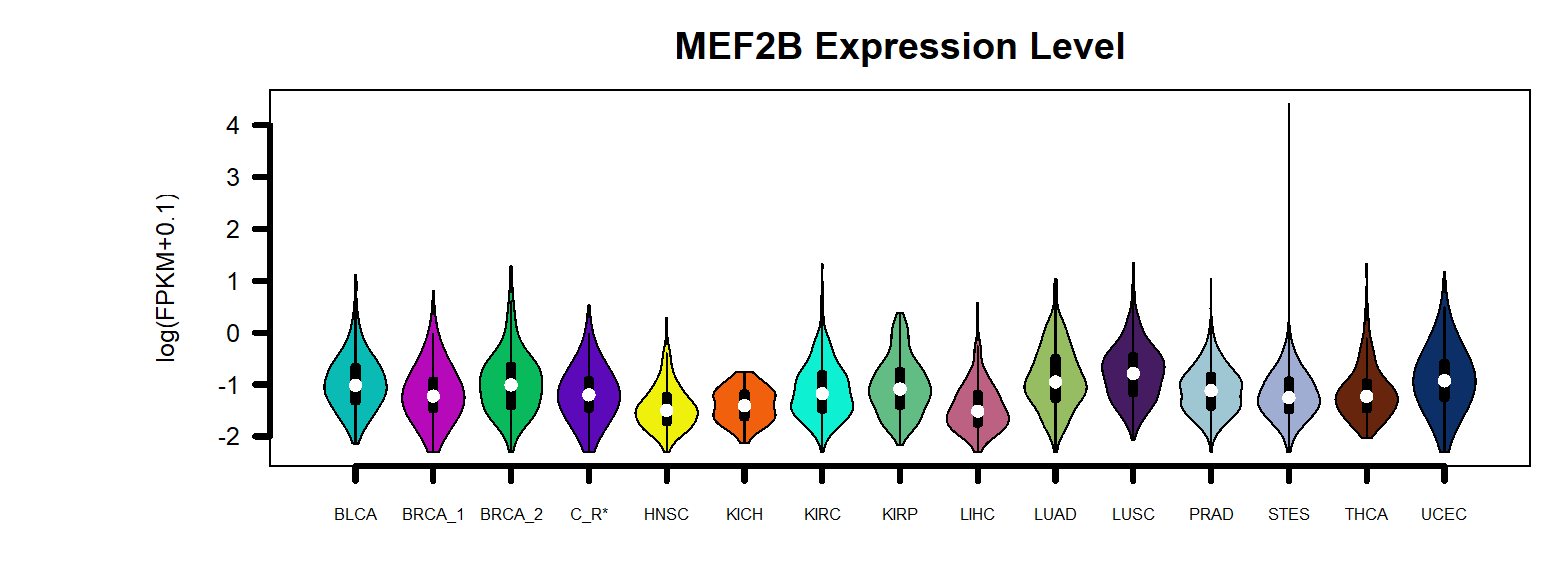 MEF2B Expression Level
log(FPKM+0.1)
4
3
2
1
0
-1
-2
BLCA BRCA_1 BRCA_2 C_R* HNSC KICH KIRC KIRP LIHC LUAD LUSC PRAD STES THCA UCEC